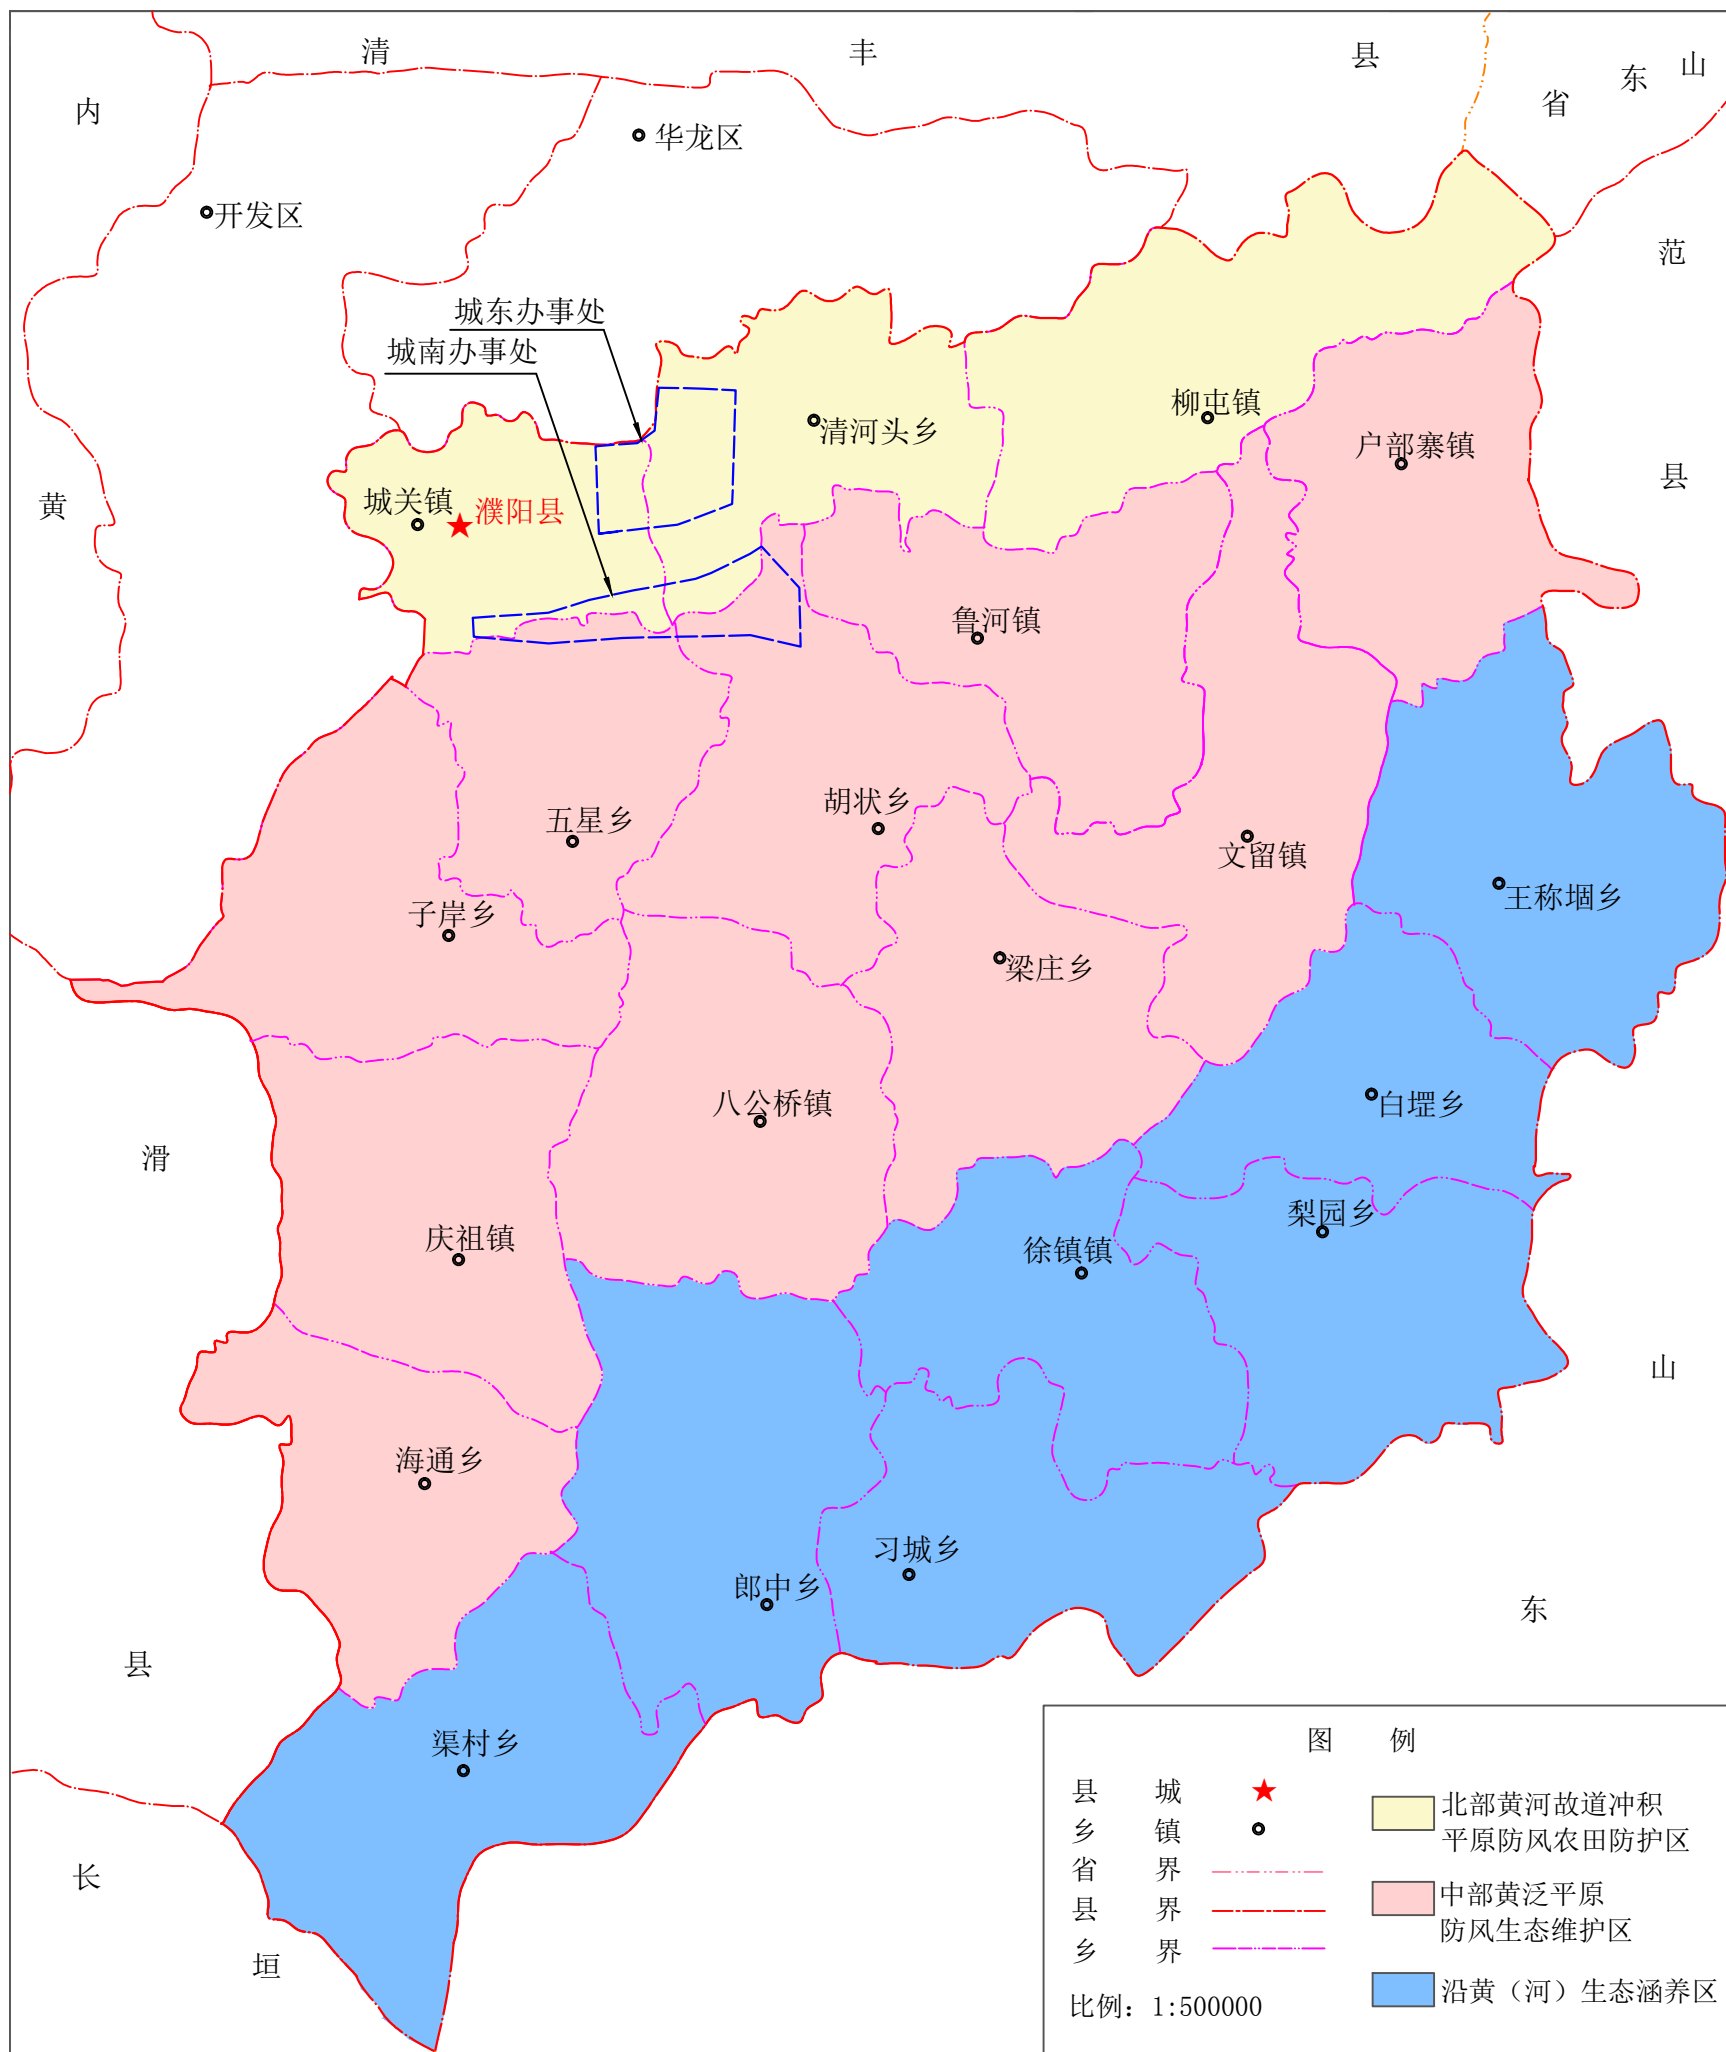 清 丰 县
山
东
省
内
华龙区
开发区
范
县
城东办事处
城南办事处
柳屯镇
清河头乡
户部寨镇
黄
城关镇
濮阳县
鲁河镇
胡状乡
五星乡
文留镇
王称堌乡
子岸乡
梁庄乡
八公桥镇
白堽乡
滑
梨园乡
庆祖镇
徐镇镇
山
海通乡
习城乡
郎中乡
东
县
渠村乡
长
垣
图 例
县 城
乡 镇
省 界
县 界
乡 界
比例：1:500000
北部黄河故道冲积
平原防风农田防护区
中部黄泛平原
防风生态维护区
沿黄（河）生态涵养区